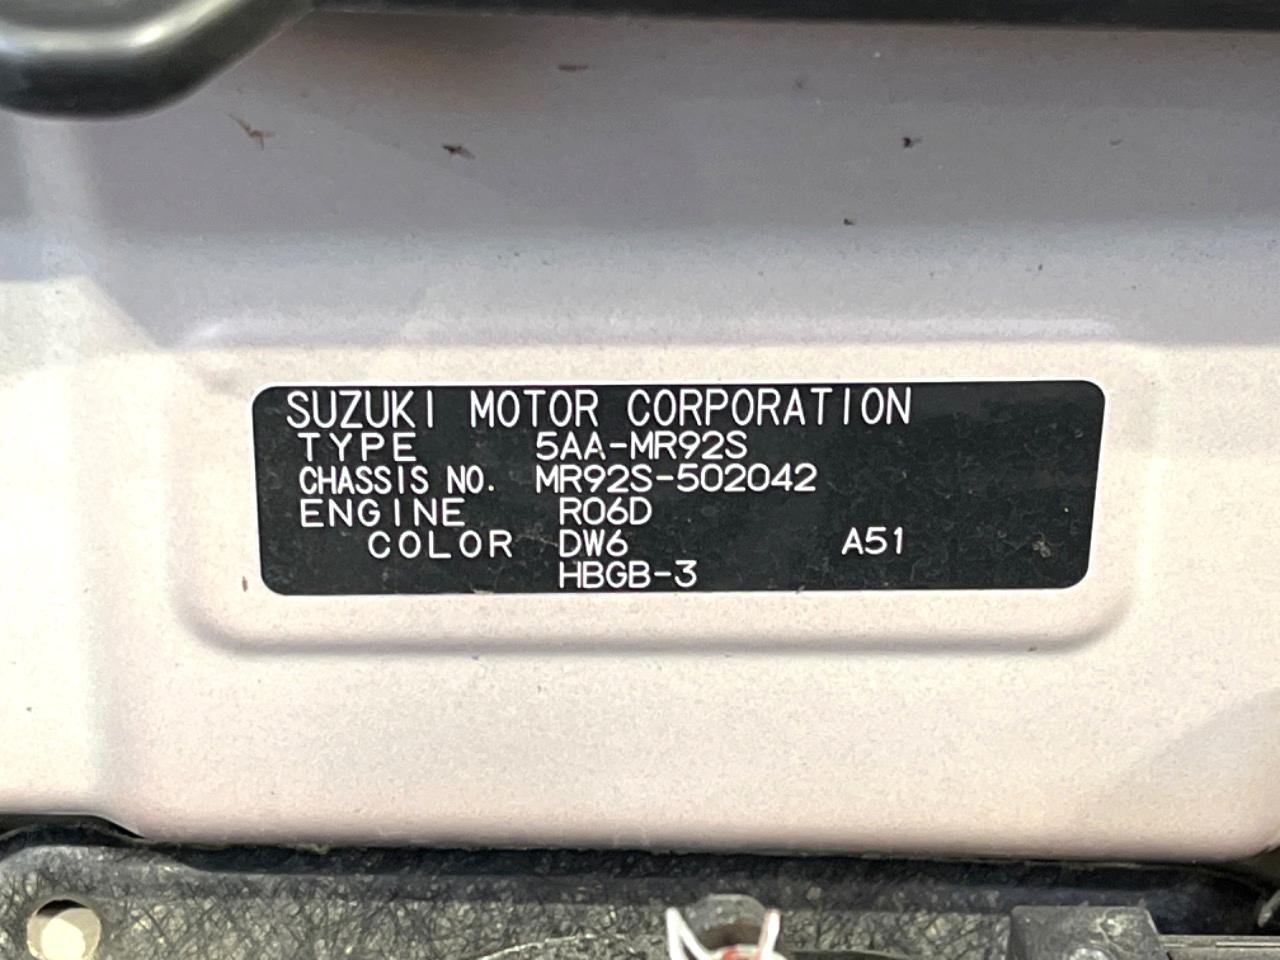 SUZUKI MOTOR CORPORATION
TYPE 5AA-MR92S
CHASSIS NO. MR92S-502042
ENGINE R06D
COLOR DW6 A51
HBGB-3